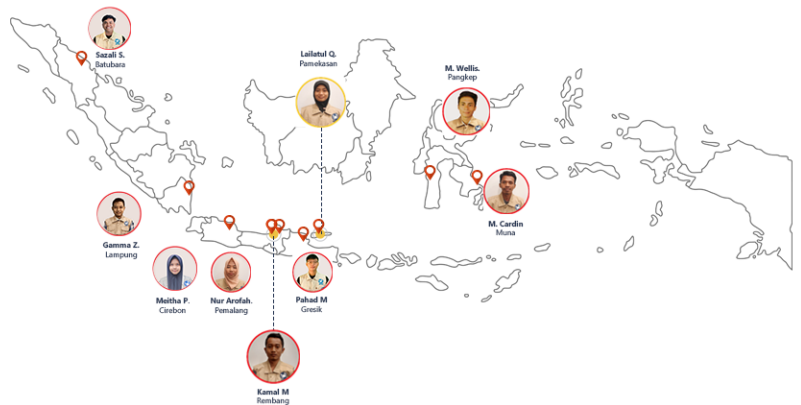 Sazali S.
Batubara
Lailatul Q.
Pamekasan
M. Wellis.
Pangkep
M. Cardin
Muna
Gamma Z.
Lampung
Meitha P.
Cirebon
Nur Arofah.
Pemalang
Pahad M
Gresik
Kamal M
Rembang